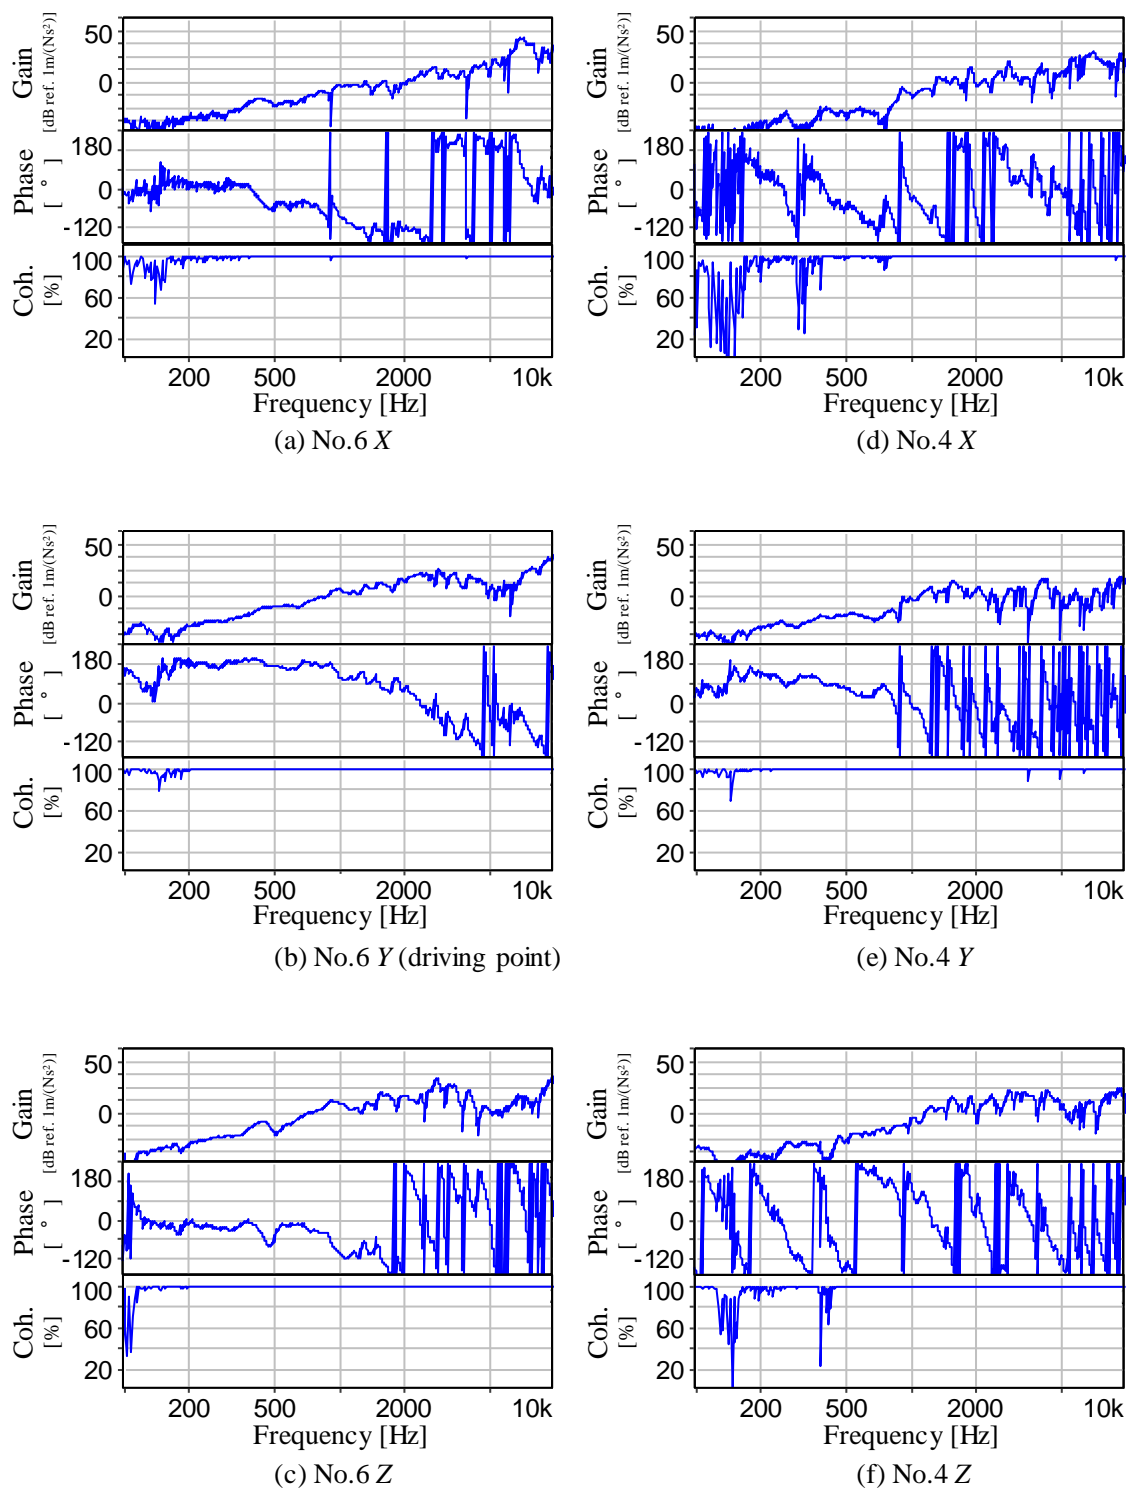 Gain
[dB ref. 1m/(Ns²)]
50
0
Phase
[ ° ]
180
0
-120
Coh.
[%]
100
60
20
200 500 2000 10k
Frequency [Hz]
(a) No.6 X
Gain
[dB ref. 1m/(Ns²)]
50
0
Phase
[ ° ]
180
0
-120
Coh.
[%]
100
60
20
200 500 2000 10k
Frequency [Hz]
(d) No.4 X
Gain
[dB ref. 1m/(Ns²)]
50
0
Phase
[ ° ]
180
0
-120
Coh.
[%]
100
60
20
200 500 2000 10k
Frequency [Hz]
(b) No.6 Y (driving point)
Gain
[dB ref. 1m/(Ns²)]
50
0
Phase
[ ° ]
180
0
-120
Coh.
[%]
100
60
20
200 500 2000 10k
Frequency [Hz]
(e) No.4 Y
Gain
[dB ref. 1m/(Ns²)]
50
0
Phase
[ ° ]
180
0
-120
Coh.
[%]
100
60
20
200 500 2000 10k
Frequency [Hz]
(c) No.6 Z
Gain
[dB ref. 1m/(Ns²)]
50
0
Phase
[ ° ]
180
0
-120
Coh.
[%]
100
60
20
200 500 2000 10k
Frequency [Hz]
(f) No.4 Z